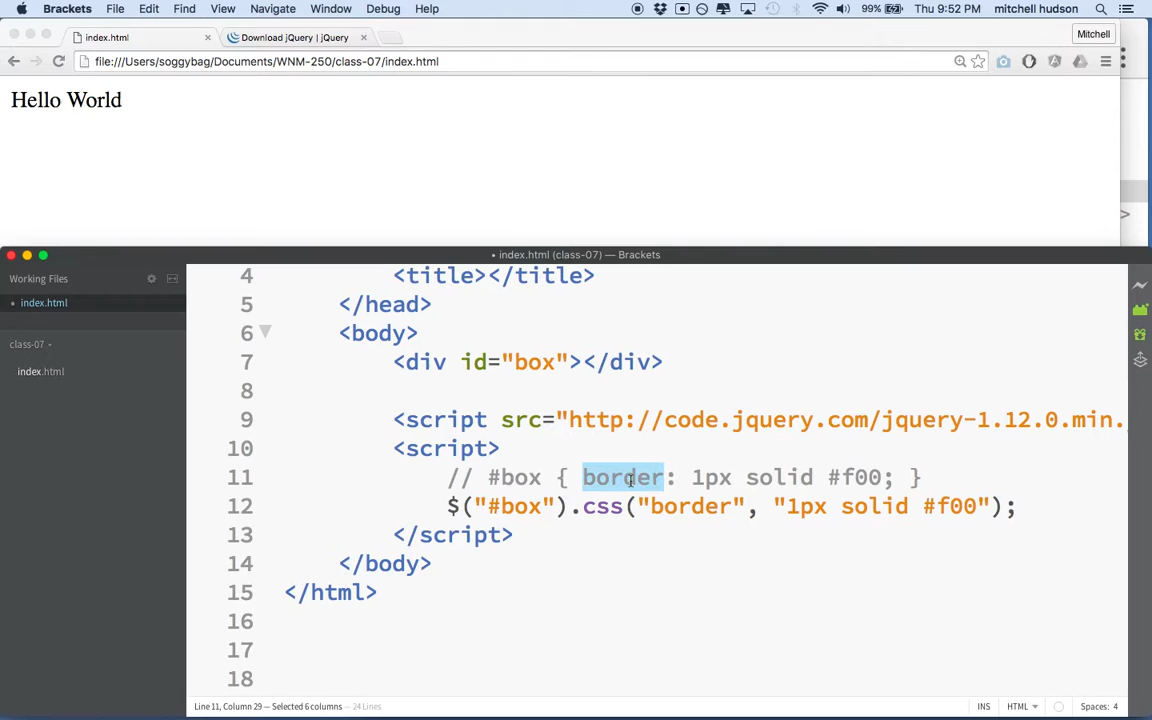 Brackets File Edit Find View Navigate Window Debug Help 99% Thu 9:52 PM mitchell hudson
index.html × Download jQuery | jQuery × Mitchell
file:///Users/soggybag/Documents/WNM-250/class-07/index.html
Hello World
• index.html (class-07) — Brackets
Working Files
• index.html
class-07
index.html
4 <title></title>
5 </head>
6 <body>
7 <div id="box"></div>
8
9 <script src="http://code.jquery.com/jquery-1.12.0.min.
10 <script>
11 // #box { border: 1px solid #f00; }
12 $("#box").css("border", "1px solid #f00");
13 </script>
14 </body>
15 </html>
16
17
18
Line 11, Column 29 — Selected 6 columns — 24 Lines INS HTML Spaces: 4